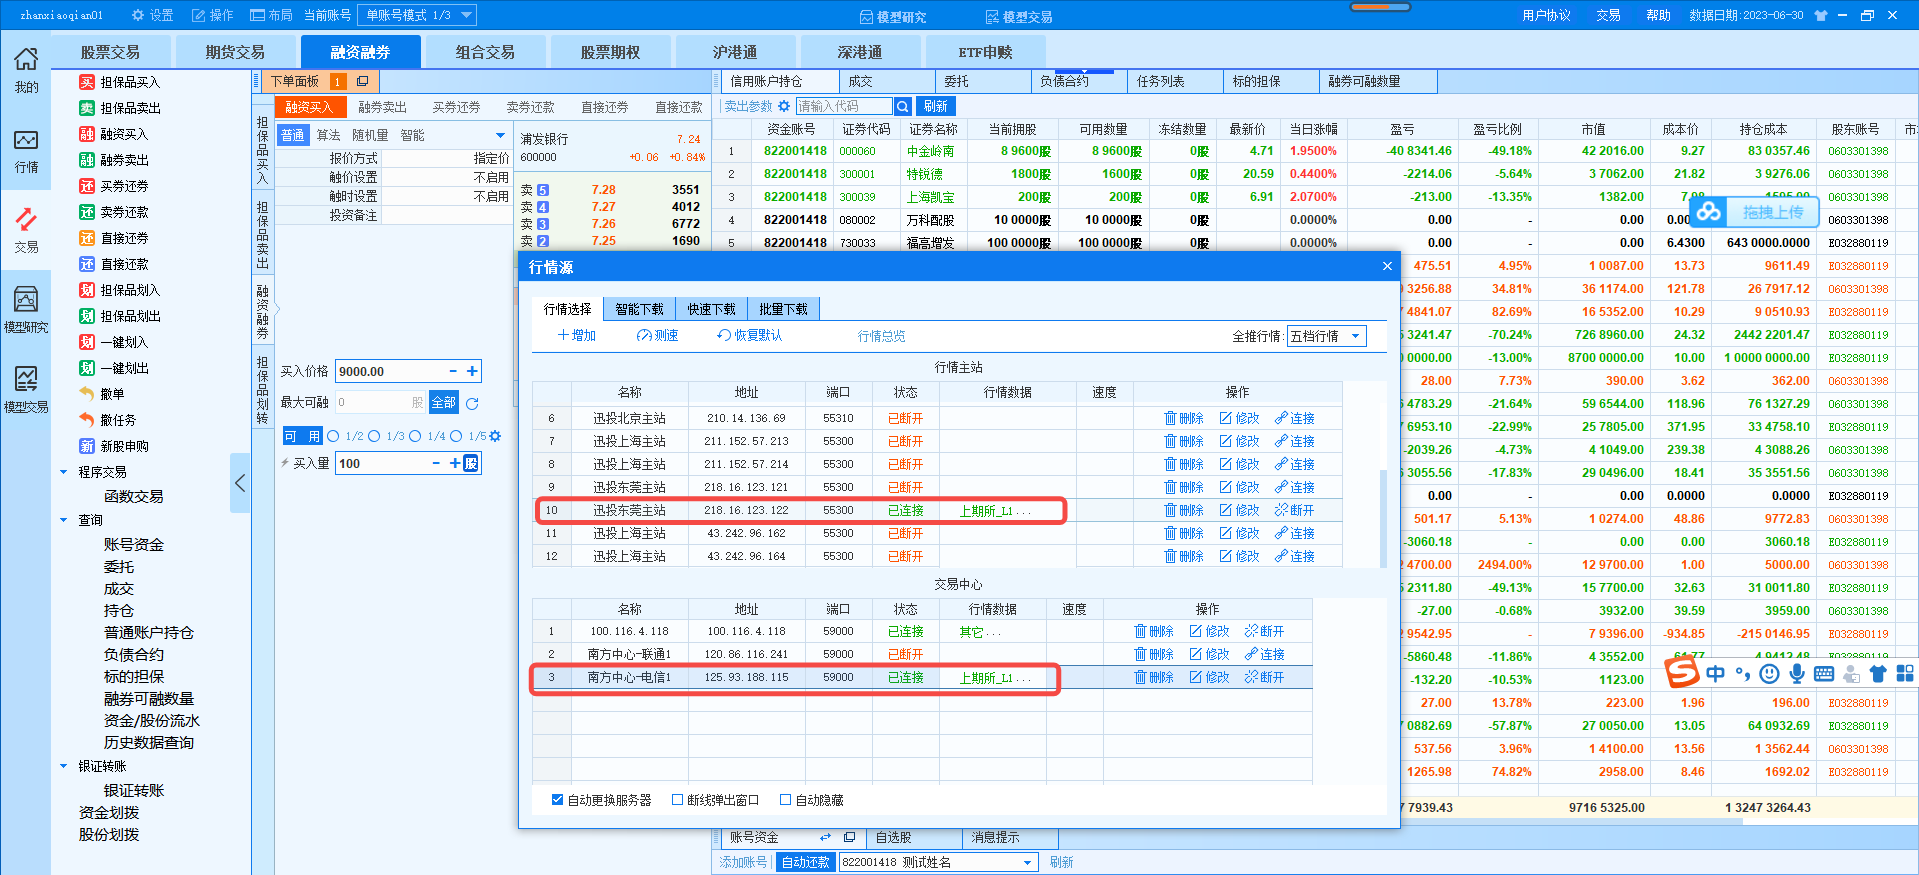 zhanxiaoqian01 设置 操作 布局 当前账号 单账号模式 1/3 模型研究 模型交易 用户协议 交易 帮助 数据日期:2023-06-30
股票交易 期货交易 融资融券 组合交易 股票期权 沪港通 深港通 ETF申赎
我的
行情
交易
模型研究
模型交易
买 担保品买入
卖 担保品卖出
融 融资买入
融 融券卖出
还 买券还券
还 卖券还款
还 直接还券
还 直接还款
划 担保品划入
划 担保品划出
划 一键划入
划 一键划出
撤单
撤任务
新 新股申购
程序交易
函数交易
查询
账号资金
委托
成交
持仓
普通账户持仓
负债合约
标的担保
融券可融数量
资金/股份流水
历史数据查询
银证转账
银证转账
资金划拨
股份划拨
担保品买入
担保品卖出
融资融券
担保品划转
下单面板 1
融资买入 融券卖出 买券还券 卖券还款 直接还券 直接还款
普通 算法 随机量 智能
报价方式 指定价
触价设置 不启用
触时设置 不启用
投资备注
浦发银行 7.24
600000 +0.06 +0.84%
卖 5 7.28 3551
卖 4 7.27 4012
卖 3 7.26 6772
卖 2 7.25 1690
买入价格 9000.00 - +
最大可融 0 股 全部
可 用 1/2 1/3 1/4 1/5
买入量 100 - + 股
信用账户持仓 成交 委托 负债合约 任务列表 标的担保 融券可融数量
卖出参数 请输入代码 刷新
资金账号 证券代码 证券名称 当前拥股 可用数量 冻结数量 最新价 当日涨幅 盈亏 盈亏比例 市值 成本价 持仓成本 股东账号 市
1 822001418 000060 中金岭南 8 9600股 8 9600股 0股 4.71 1.9500% -40 8341.46 -49.18% 42 2016.00 9.27 83 0357.46 0603301398
2 822001418 300001 特锐德 1800股 1600股 0股 20.59 0.4400% -2214.06 -5.64% 3 7062.00 21.82 3 9276.06 0603301398
3 822001418 300039 上海凯宝 200股 200股 0股 6.91 2.0700% -213.00 -13.35% 1382.00 0603301398
4 822001418 080002 万科配股 10 0000股 10 0000股 0股 0.0000% 0.00 - 0.00 0603301398
5 822001418 730033 福高增发 100 0000股 100 0000股 0股 0.0000% 0.00 - 0.00 6.4300 643 0000.0000 E032880119
拖拽上传
475.51 4.95% 1 0087.00 13.73 9611.49 E032880119
3256.88 34.81% 36 1174.00 121.78 26 7917.12 E032880119
4841.07 82.69% 16 5352.00 10.29 9 0510.93 0603301398
3241.47 -70.24% 726 8960.00 24.32 2442 2201.47 0603301398
0000.00 -13.00% 8700 0000.00 10.00 1 0000 0000.00 E032880119
28.00 7.73% 390.00 3.62 362.00 0603301398
4783.29 -21.64% 59 6544.00 118.96 76 1327.29 0603301398
6953.10 -22.99% 25 7805.00 371.95 33 4758.10 E032880119
-2039.26 -4.73% 4 1049.00 239.38 4 3088.26 E032880119
3055.56 -17.83% 29 0496.00 18.41 35 3551.56 0603301398
0.00 - 0.00 0.0000 0.0000 0603301398
501.17 5.13% 1 0274.00 48.86 9772.83 0603301398
-3060.18 - 0.00 0.00 3060.18 E032880119
4700.00 2494.00% 12 9700.00 1.00 5000.00 0603301398
2311.80 -49.13% 15 7700.00 32.63 31 0011.80 E032880119
-27.00 -0.68% 3932.00 39.59 3959.00 0603301398
9542.95 - 7 9396.00 -934.85 -215 0146.95 E032880119
-5860.48 -11.86% 4 3552.00
-132.20 -10.53% 1123.00 中
27.00 13.78% 223.00 1.96 196.00 E032880119
0882.69 -57.87% 27 0050.00 13.05 64 0932.69 E032880119
537.56 3.96% 1 4100.00 13.56 1 3562.44 0603301398
1265.98 74.82% 2958.00 8.46 1692.02 E032880119
7939.43 9716 5325.00 1 3247 3264.43
行情源
行情选择 智能下载 快速下载 批量下载
增加 测速 恢复默认 行情总览 全推行情: 五档行情
行情主站
名称 地址 端口 状态 行情数据 速度 操作
6 迅投北京主站 210.14.136.69 55310 已断开 删除 修改 连接
7 迅投上海主站 211.152.57.213 55300 已断开 删除 修改 连接
8 迅投上海主站 211.152.57.214 55300 已断开 删除 修改 连接
9 迅投东莞主站 218.16.123.121 55300 已断开 删除 修改 连接
10 迅投东莞主站 218.16.123.122 55300 已连接 上期所_L1... 删除 修改 断开
11 迅投上海主站 43.242.96.162 55300 已断开 删除 修改 连接
12 迅投上海主站 43.242.96.164 55300 已断开 删除 修改 连接
交易中心
名称 地址 端口 状态 行情数据 速度 操作
1 100.116.4.118 100.116.4.118 59000 已连接 其它... 删除 修改 断开
2 南方中心-联通1 120.86.116.241 59000 已断开 删除 修改 连接
3 南方中心-电信1 125.93.188.115 59000 已连接 上期所_L1... 删除 修改 断开
自动更换服务器 断线弹出窗口 自动隐藏
账号资金 自选股 消息提示
添加账号 自动还款 822001418 测试姓名 刷新